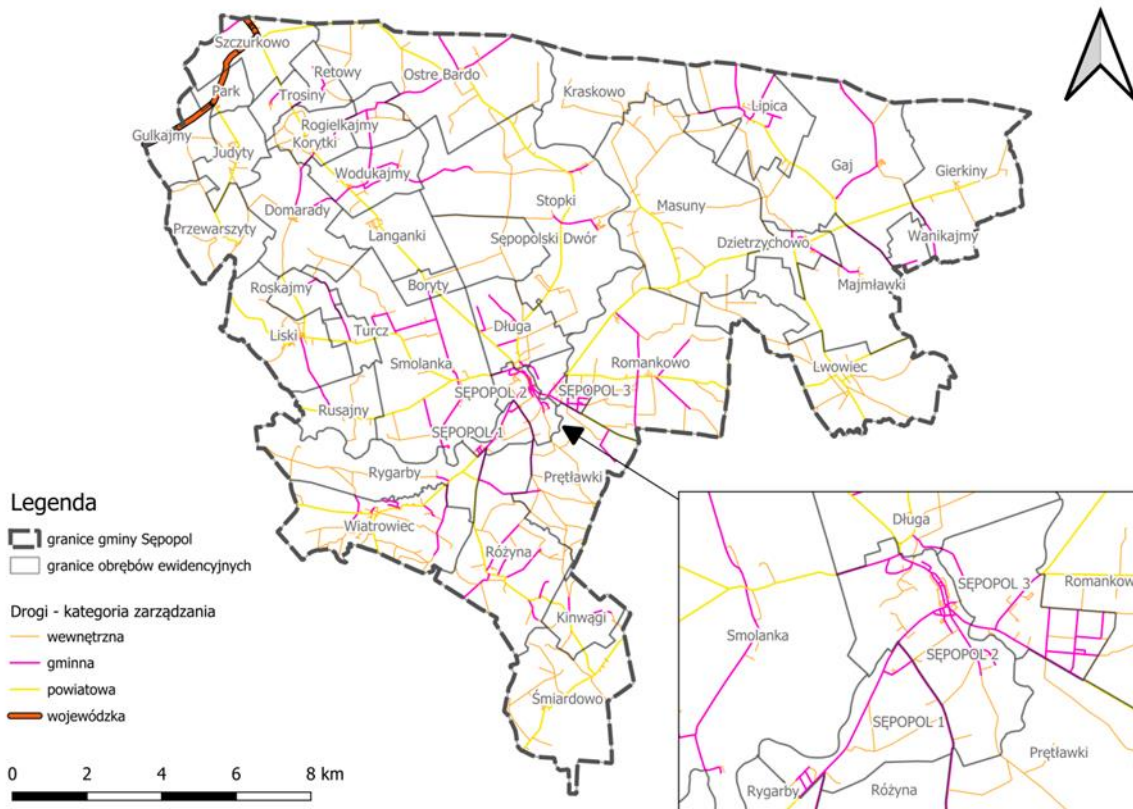 Szczurkowo
Retowy
Ostre Bardo
Park
Trosiny
Kraskowo
Lipica
Gulkajmy
Rogielkajmy
Judyty
Korytki
Wodukajmy
Gaj
Gierkiny
Domarady
Stopki
Masuny
Przewarszyty
Langanki
Sępopolski Dwór
Dzietrzychowo
Wanikajmy
Roskajmy
Boryty
Majmławki
Liski
Turcz
Długa
Smolanka
Romankowo
Lwowiec
Rusajny
SĘPOPOL 2
SĘPOPOL 3
SĘPOPOL 1
Rygarby
Prętławki
Wiatrowiec
Różyna
Kinwągi
Śmiardowo
Legenda
granice gminy Sępopol
granice obrębów ewidencyjnych
Drogi - kategoria zarządzania
wewnętrzna
gminna
powiatowa
wojewódzka
0 2 4 6 8 km
Długa
SĘPOPOL 3
Romankow
Smolanka
SĘPOPOL 2
SĘPOPOL 1
Prętławki
Rygarby
Różyna